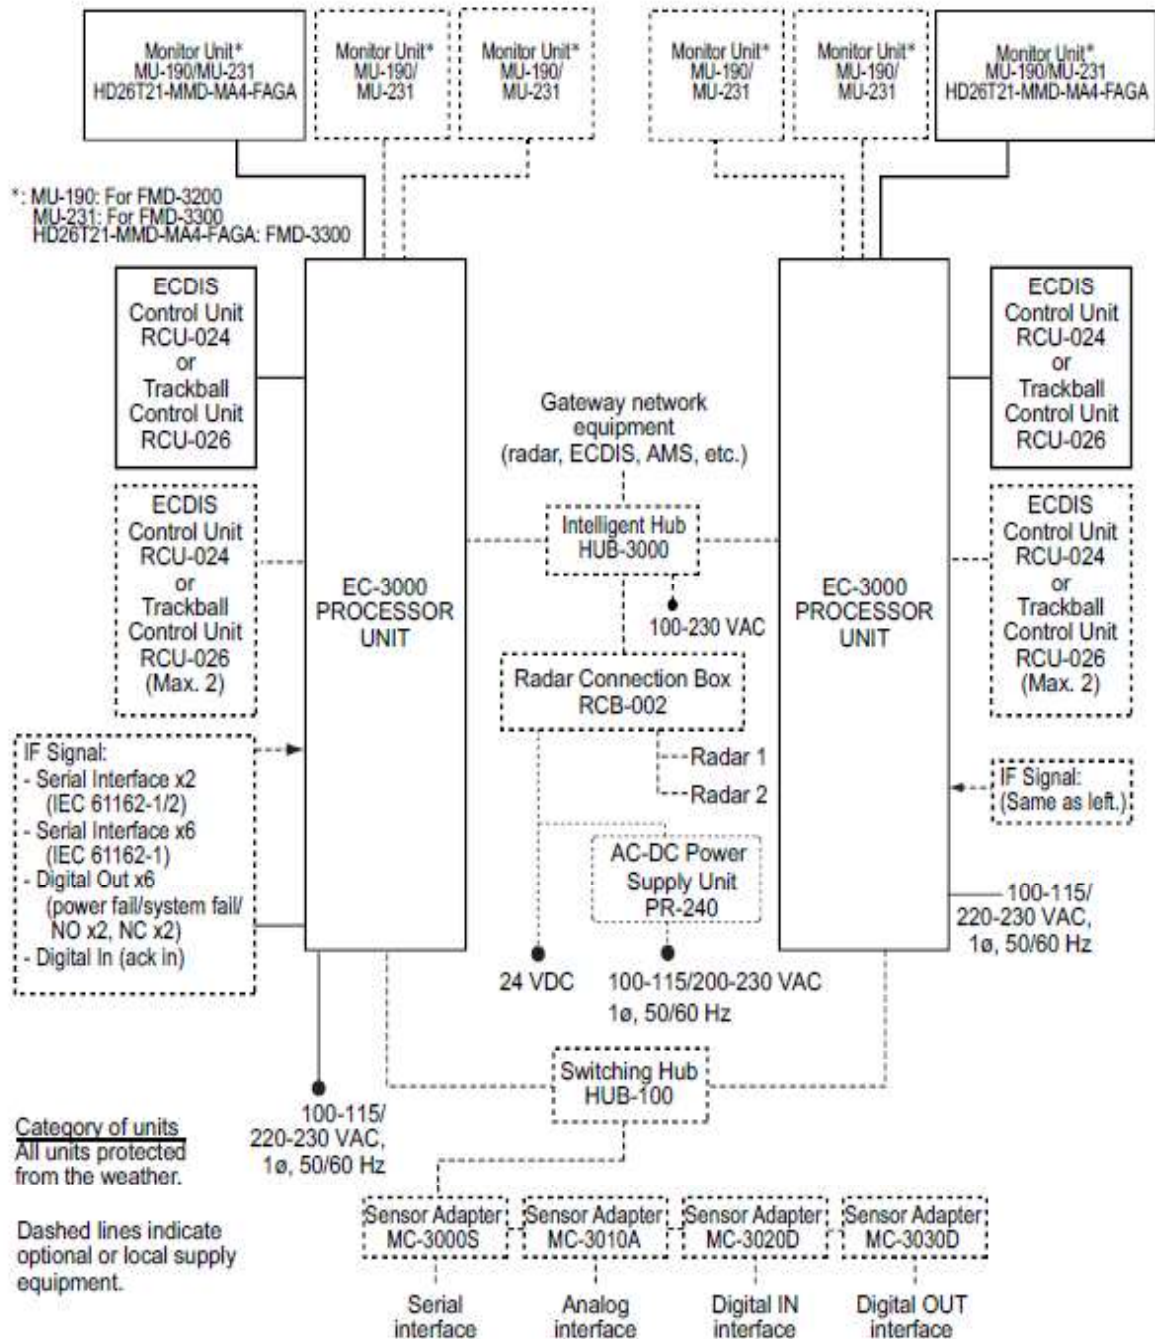 Monitor Unit*
MU-190/MU-231
HD26T21-MMD-MA4-FAGA
Monitor Unit*
MU-190/
MU-231
Monitor Unit*
MU-190/
MU-231
Monitor Unit*
MU-190/
MU-231
Monitor Unit*
MU-190/
MU-231
Monitor Unit*
MU-190/MU-231
HD26T21-MMD-MA4-FAGA
*: MU-190: For FMD-3200
MU-231: For FMD-3300
HD26T21-MMD-MA4-FAGA: FMD-3300
ECDIS
Control Unit
RCU-024
or
Trackball
Control Unit
RCU-026
ECDIS
Control Unit
RCU-024
or
Trackball
Control Unit
RCU-026
(Max. 2)
IF Signal:
- Serial Interface x2
(IEC 61162-1/2)
- Serial Interface x6
(IEC 61162-1)
- Digital Out x6
(power fail/system fail/
NO x2, NC x2)
- Digital In (ack in)
EC-3000
PROCESSOR
UNIT
Gateway network
equipment
(radar, ECDIS, AMS, etc.)
Intelligent Hub
HUB-3000
100-230 VAC
Radar Connection Box
RCB-002
Radar 1
Radar 2
AC-DC Power
Supply Unit
PR-240
24 VDC
100-115/200-230 VAC
1ø, 50/60 Hz
EC-3000
PROCESSOR
UNIT
ECDIS
Control Unit
RCU-024
or
Trackball
Control Unit
RCU-026
ECDIS
Control Unit
RCU-024
or
Trackball
Control Unit
RCU-026
(Max. 2)
IF Signal:
(Same as left.)
100-115/
220-230 VAC,
1ø, 50/60 Hz
Switching Hub
HUB-100
100-115/
220-230 VAC,
1ø, 50/60 Hz
Category of units
All units protected
from the weather.
Dashed lines indicate
optional or local supply
equipment.
Sensor Adapter
MC-3000S
Sensor Adapter
MC-3010A
Sensor Adapter
MC-3020D
Sensor Adapter
MC-3030D
Serial
interface
Analog
interface
Digital IN
interface
Digital OUT
interface